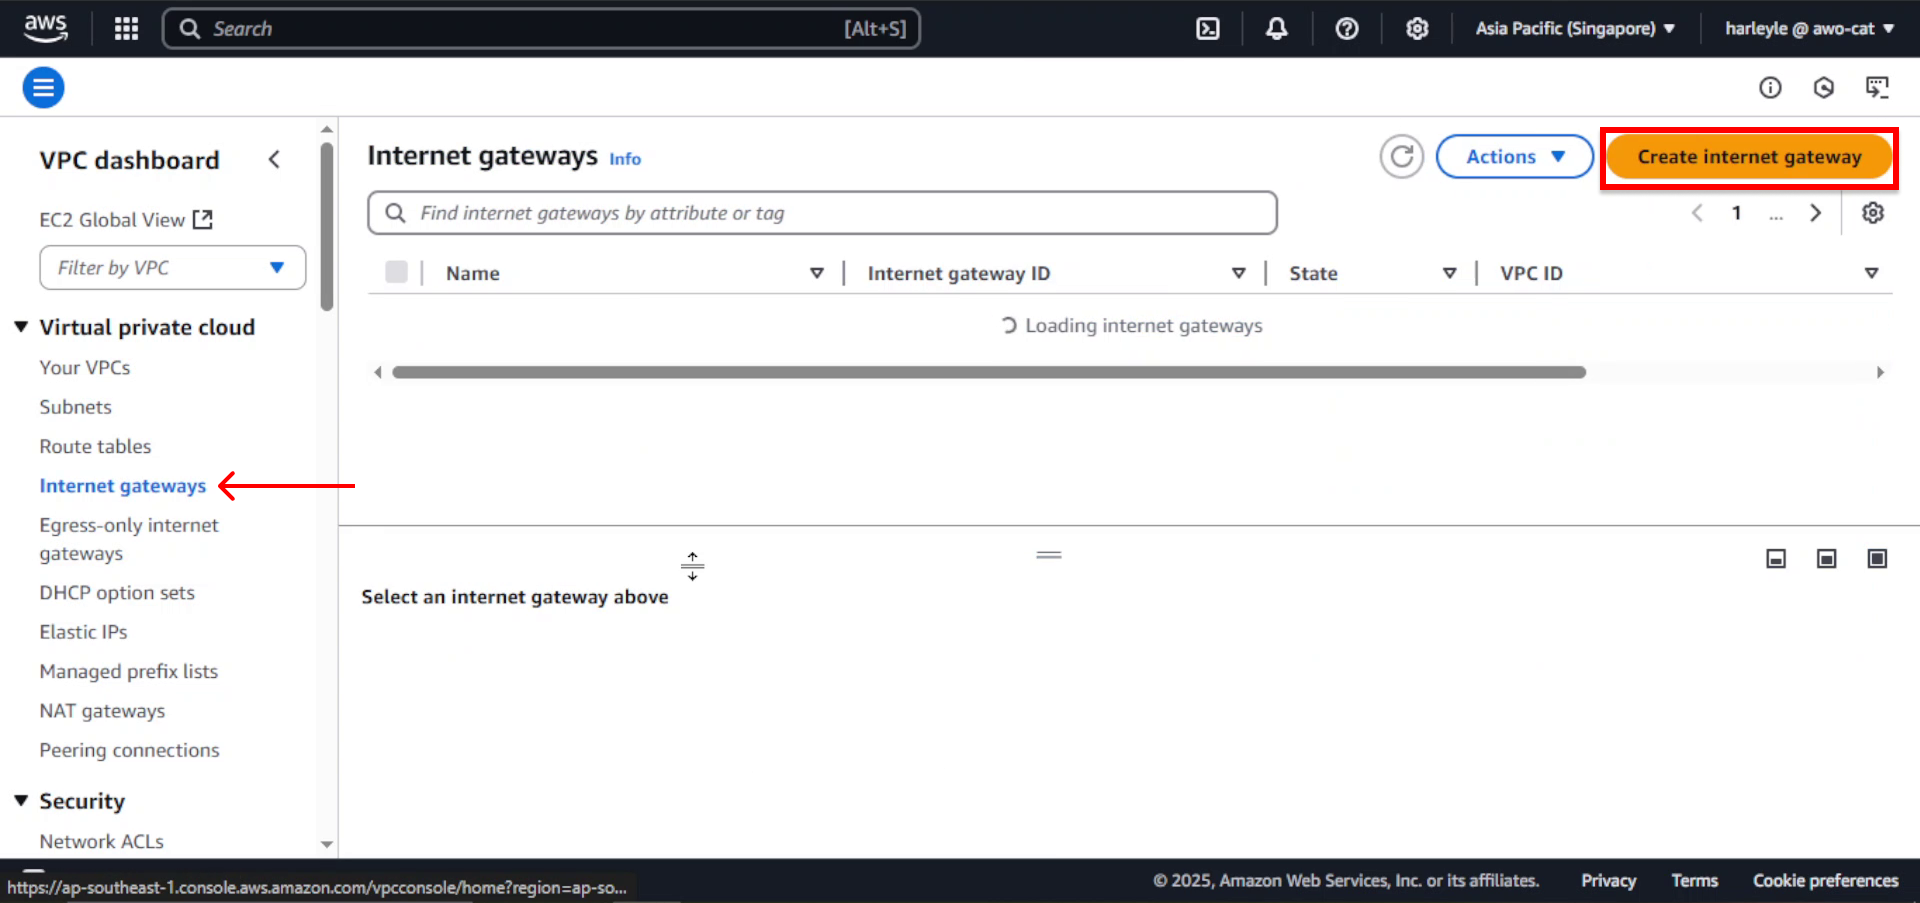 aws
Search
[Alt+S]
Asia Pacific (Singapore)
harleyle @ awo-cat
VPC dashboard
EC2 Global View
Filter by VPC
Virtual private cloud
Your VPCs
Subnets
Route tables
Internet gateways
Egress-only internet
gateways
DHCP option sets
Elastic IPs
Managed prefix lists
NAT gateways
Peering connections
Security
Network ACLs
Internet gateways Info
Actions
Create internet gateway
Find internet gateways by attribute or tag
1 ...
Name
Internet gateway ID
State
VPC ID
Loading internet gateways
Select an internet gateway above
https://ap-southeast-1.console.aws.amazon.com/vpcconsole/home?region=ap-so...
© 2025, Amazon Web Services, Inc. or its affiliates.
Privacy
Terms
Cookie preferences